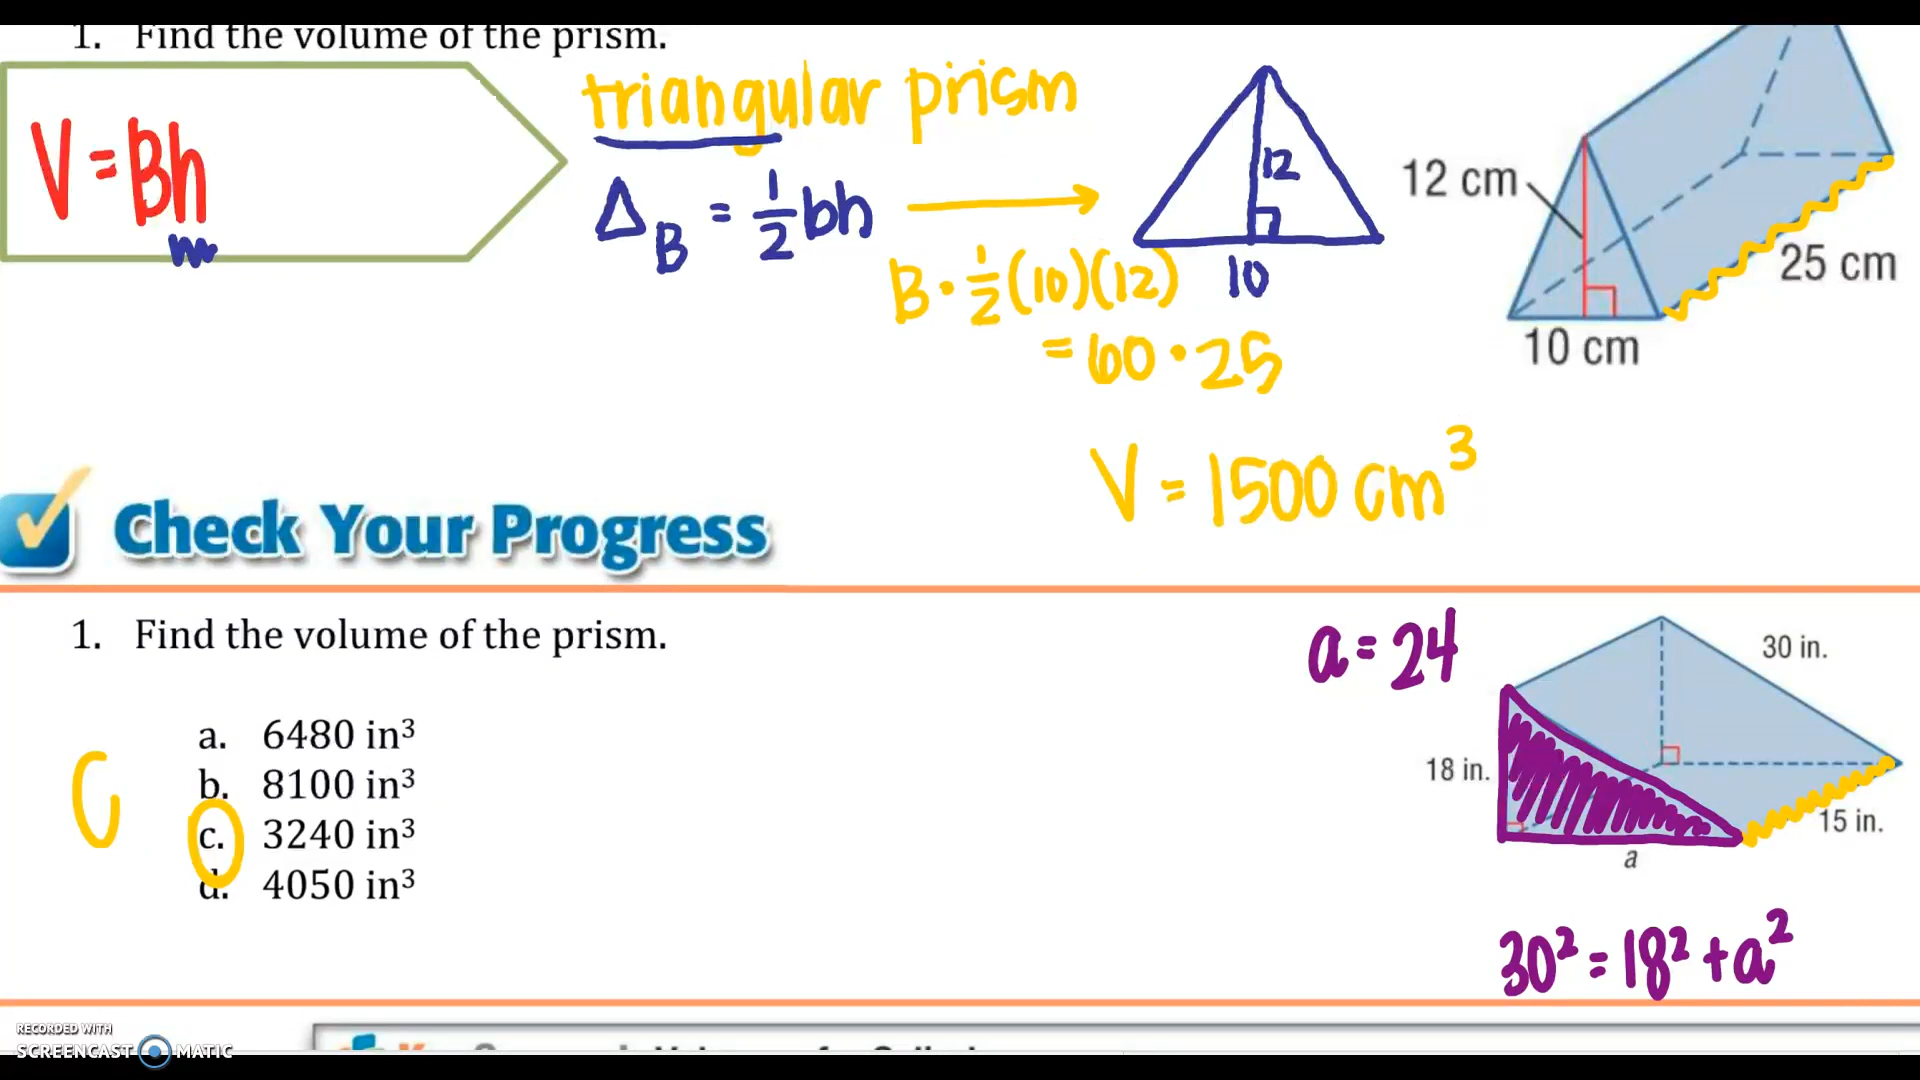 1. Find the volume of the prism.
V = Bh
triangular prism
Δ_B = 1/2 bh
12
10
B · 1/2 (10)(12)
= 60 · 25
V = 1500 cm³
12 cm
25 cm
10 cm
Check Your Progress
1. Find the volume of the prism.
a. 6480 in³
b. 8100 in³
c. 3240 in³
d. 4050 in³
C
a = 24
30 in.
18 in.
15 in.
a
30² = 18² + a²
RECORDED WITH
SCREENCAST MATIC